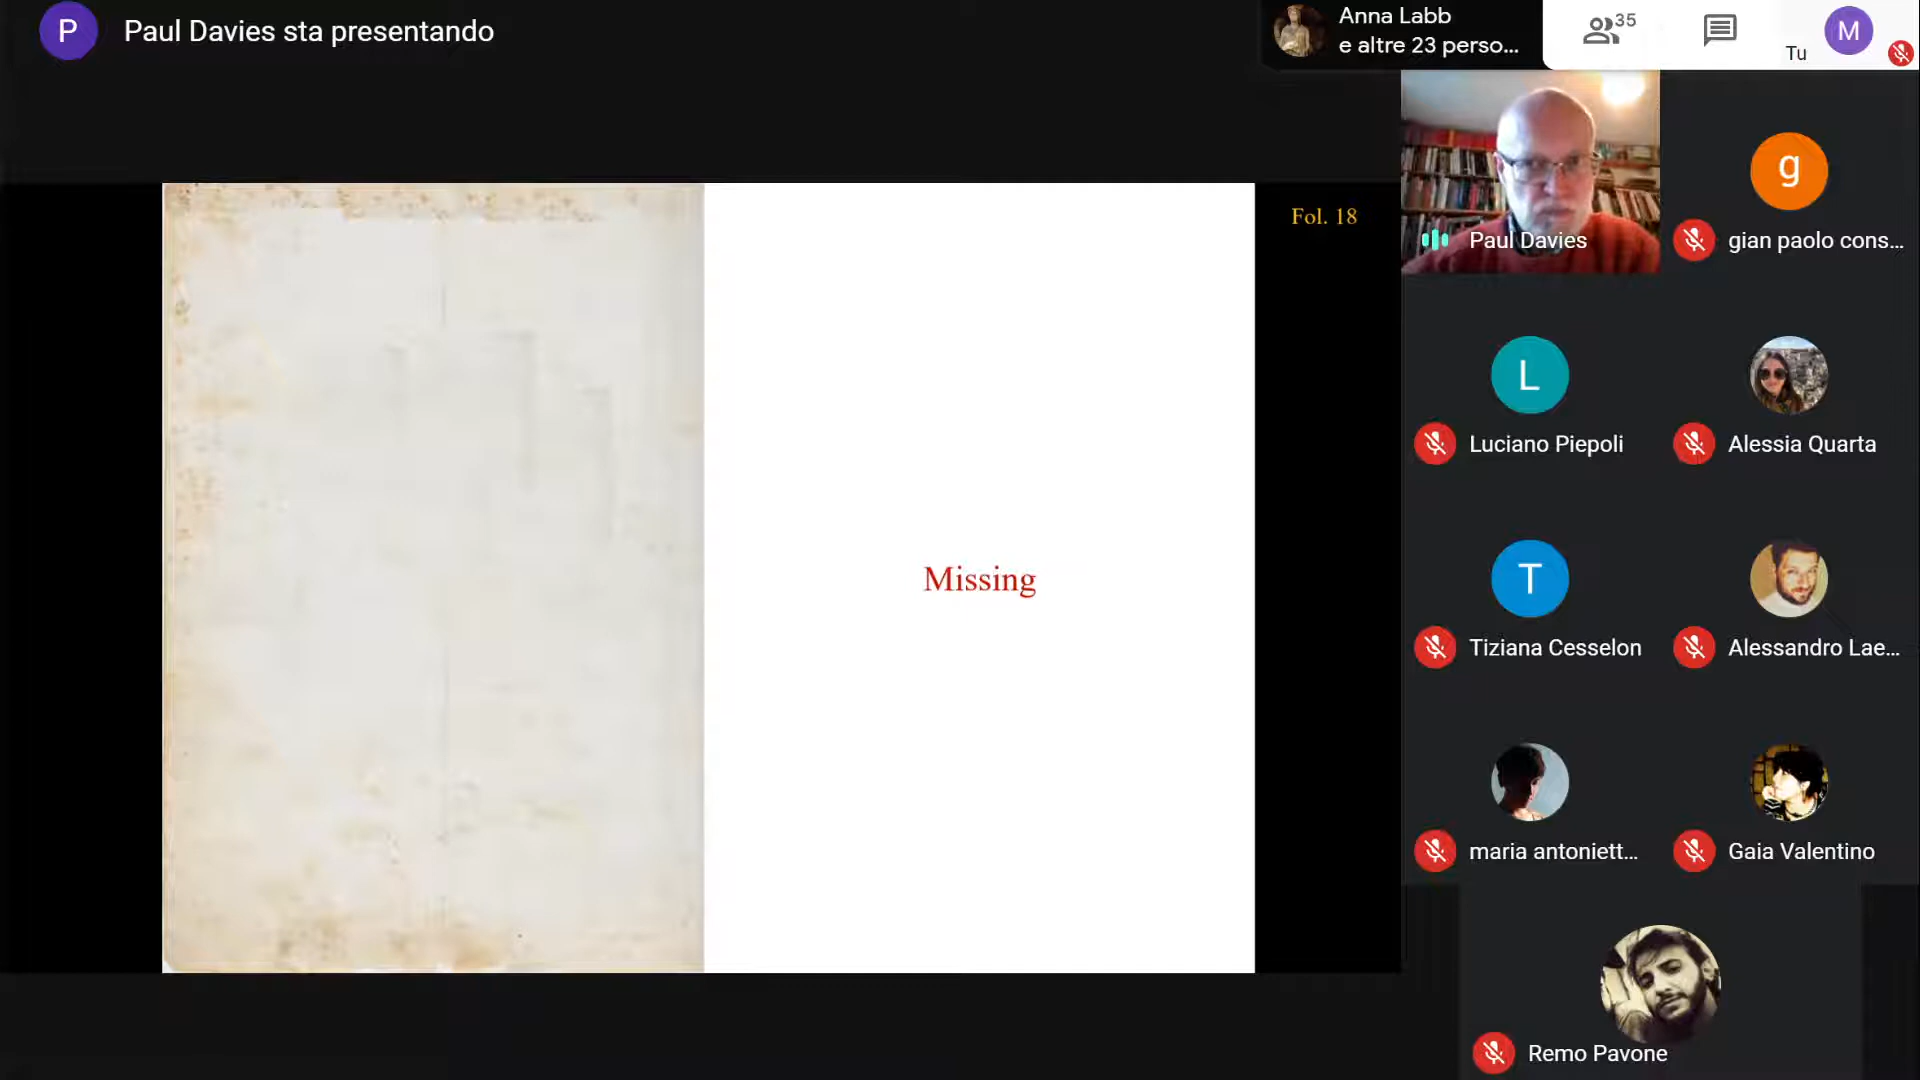 P
Paul Davies sta presentando
Anna Labb
e altre 23 perso...
35
Tu
M
Fol. 18
Missing
Paul Davies
g
gian paolo cons...
L
Luciano Piepoli
Alessia Quarta
T
Tiziana Cesselon
Alessandro Lae...
maria antoniett...
Gaia Valentino
Remo Pavone